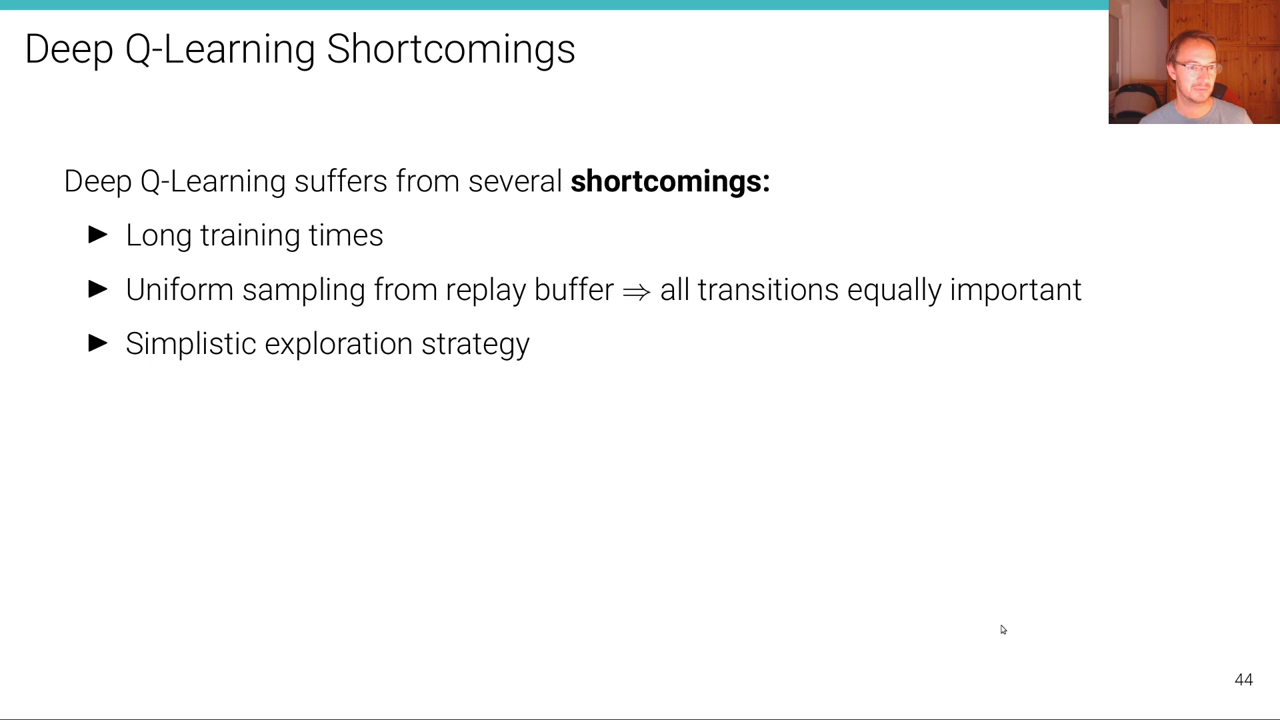 Deep Q-Learning Shortcomings
Deep Q-Learning suffers from several shortcomings:
► Long training times
► Uniform sampling from replay buffer ⇒ all transitions equally important
► Simplistic exploration strategy
44